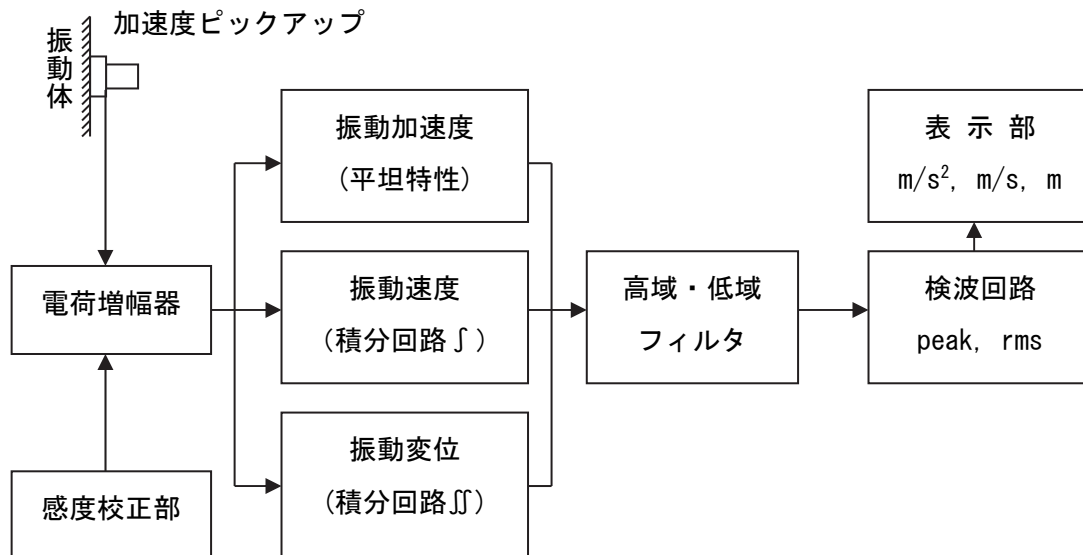 加速度ピックアップ
振動体
振動加速度
(平坦特性)
表 示 部
m/s², m/s, m
電荷増幅器
振動速度
(積分回路∫)
高域・低域
フィルタ
検波回路
peak, rms
振動変位
(積分回路∬)
感度校正部